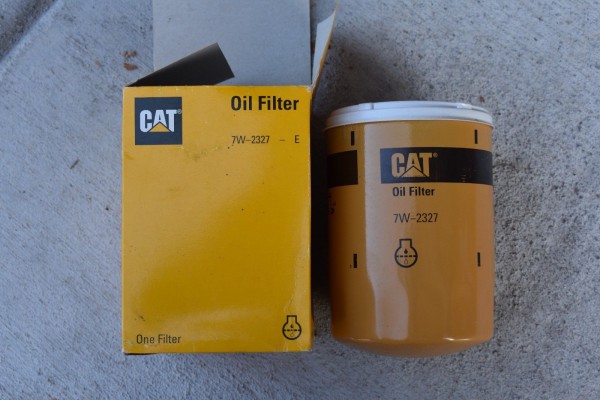 CAT
Oil Filter
7W-2327 - E
One Filter
CAT®
Oil Filter
7W-2327